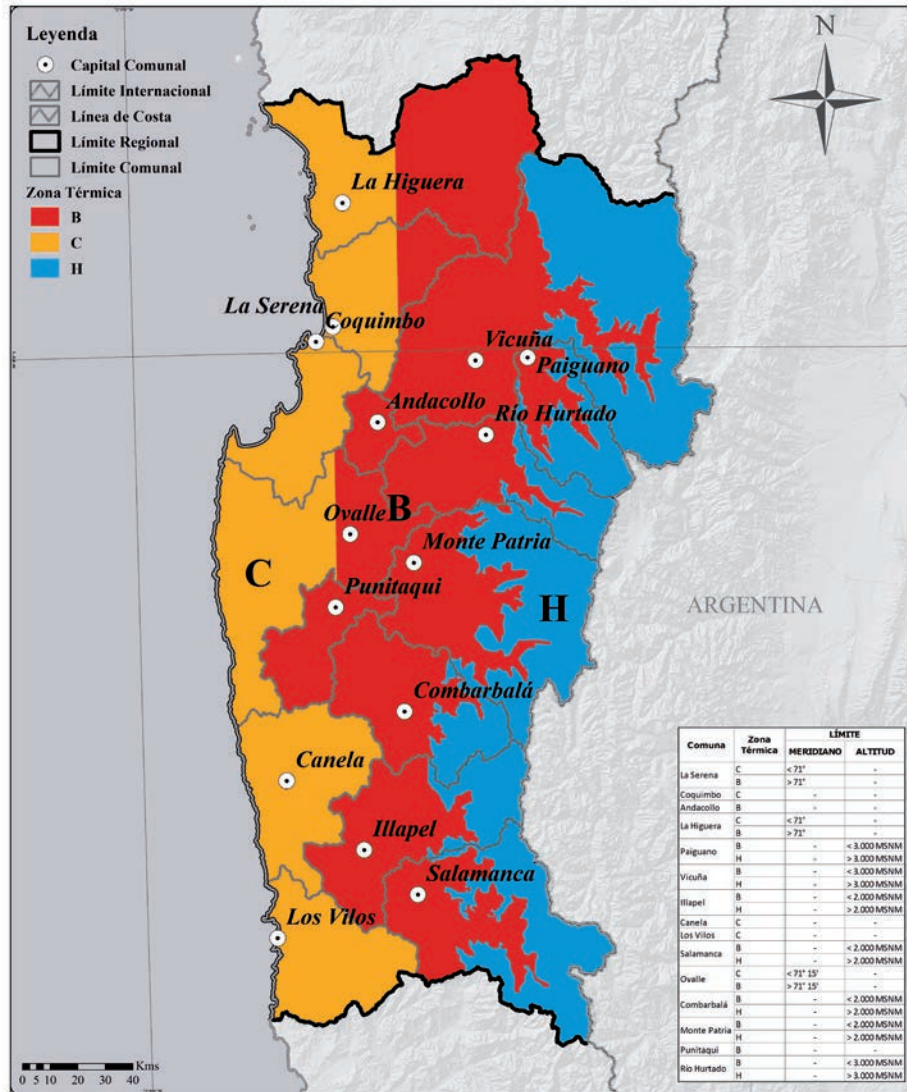 Leyenda
Capital Comunal
Límite Internacional
Línea de Costa
Límite Regional
Límite Comunal
Zona Térmica
B
C
H
N
La Higuera
La Serena
Coquimbo
Vicuña
Paiguano
Andacollo
Río Hurtado
Ovalle
B
Monte Patria
C
Punitaqui
H
ARGENTINA
Combarbalá
Canela
Illapel
Salamanca
Los Vilos
Comuna Zona Térmica LÍMITE
MERIDIANO ALTITUD
La Serena C < 71° -
B > 71° -
Coquimbo C - -
Andacollo B - -
La Higuera C < 71° -
B > 71° -
Paiguano B - < 3.000 MSNM
H - > 3.000 MSNM
Vicuña B - < 3.000 MSNM
H - > 3.000 MSNM
Illapel B - < 2.000 MSNM
H - > 2.000 MSNM
Canela C - -
Los Vilos C - -
Salamanca B - < 2.000 MSNM
H - > 2.000 MSNM
Ovalle C < 71° 15' -
B > 71° 15' -
Combarbalá B - < 2.000 MSNM
H - > 2.000 MSNM
Monte Patria B - < 2.000 MSNM
H - > 2.000 MSNM
Punitaqui B - -
Río Hurtado B - < 3.000 MSNM
H - > 3.000 MSNM
Kms
0 5 10 20 30 40